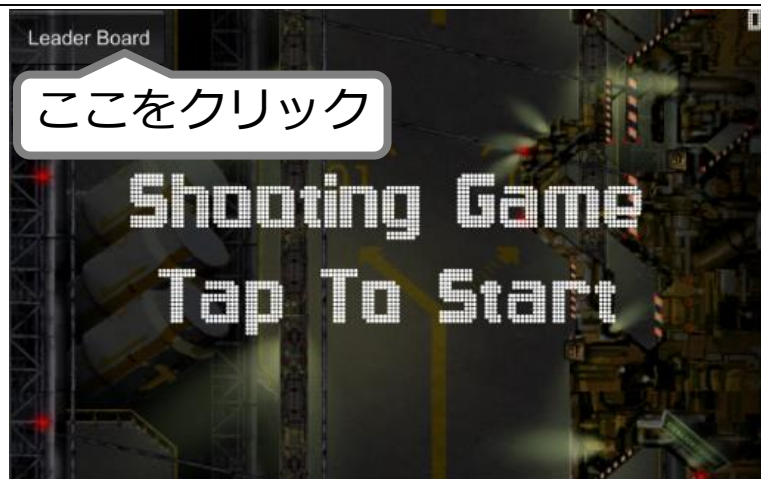 Leader Board
ここをクリック
Shooting Game
Tap To Start